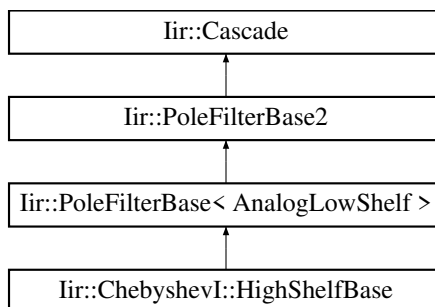 Iir::Cascade
Iir::PoleFilterBase2
Iir::PoleFilterBase< AnalogLowShelf >
Iir::ChebyshevI::HighShelfBase